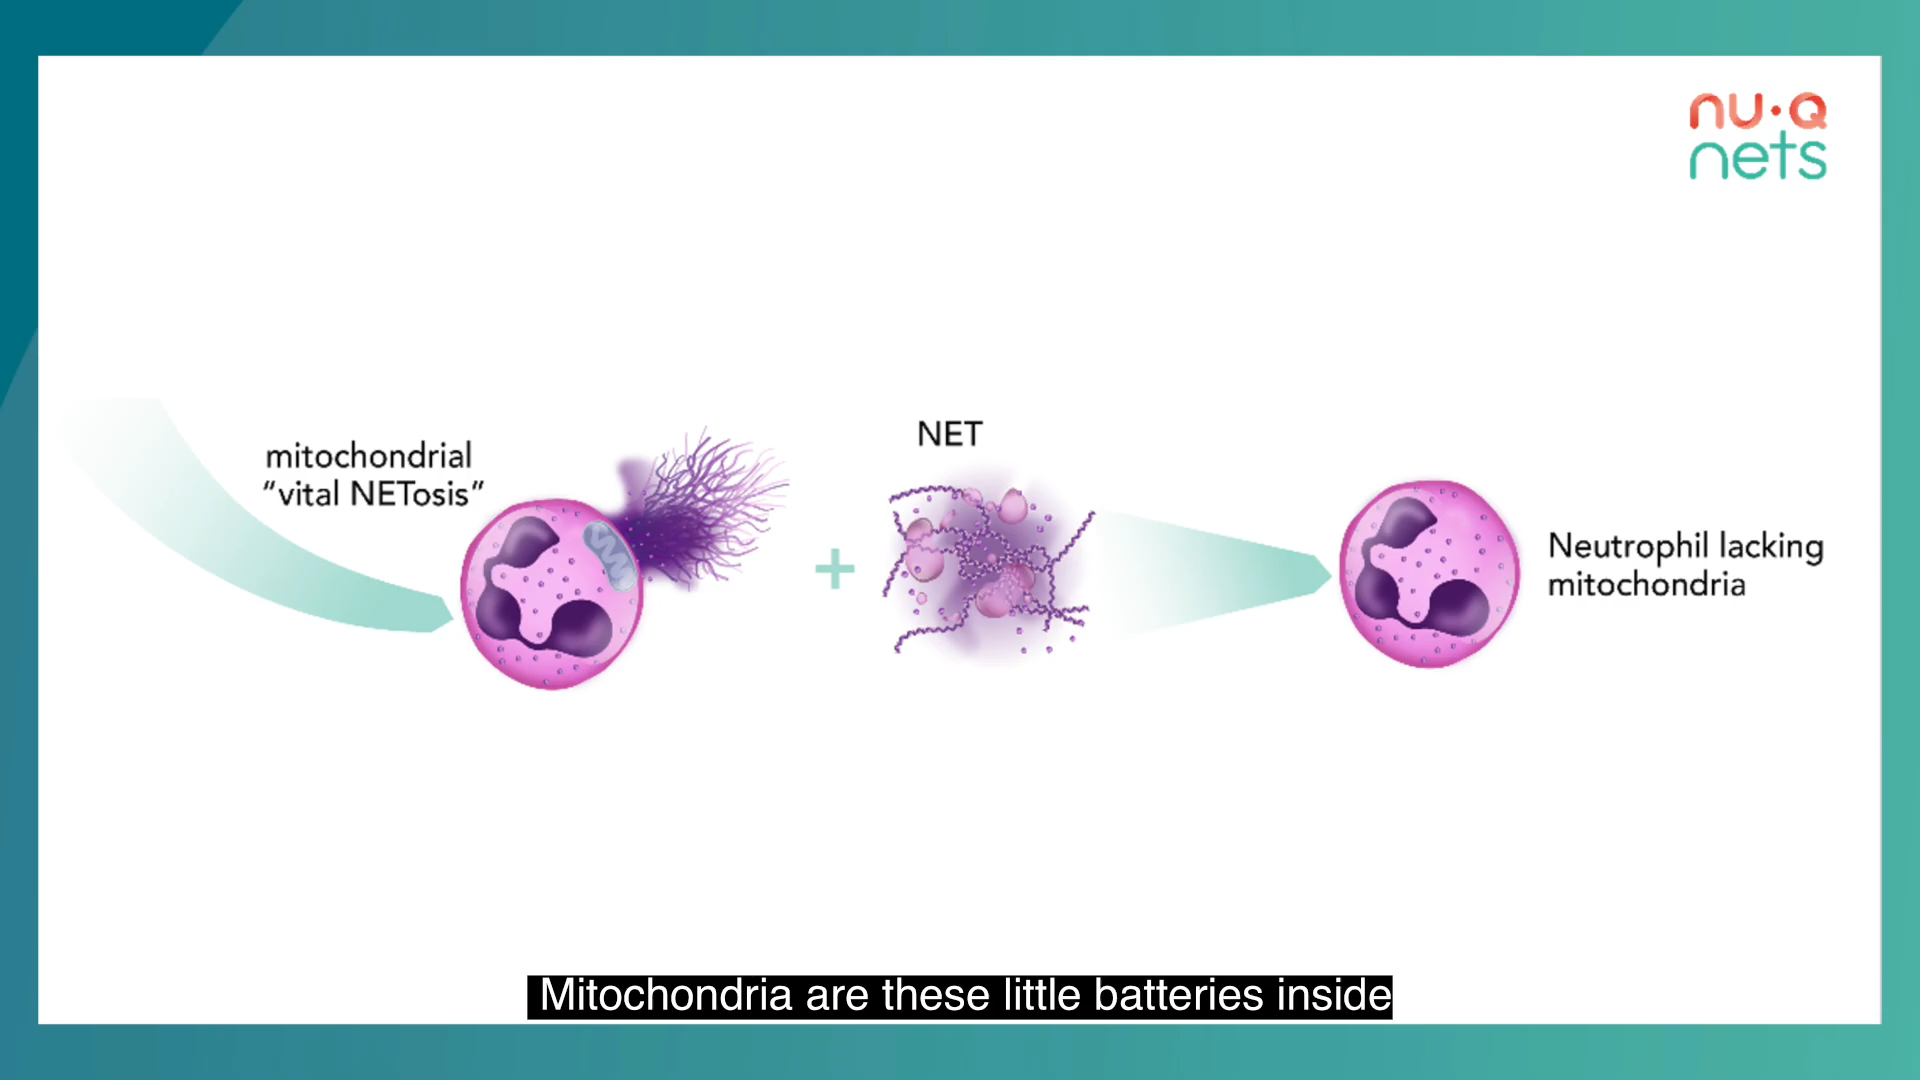 nu·Q
nets
NET
mitochondrial
“vital NETosis”
+
Neutrophil lacking
mitochondria
Mitochondria are these little batteries inside